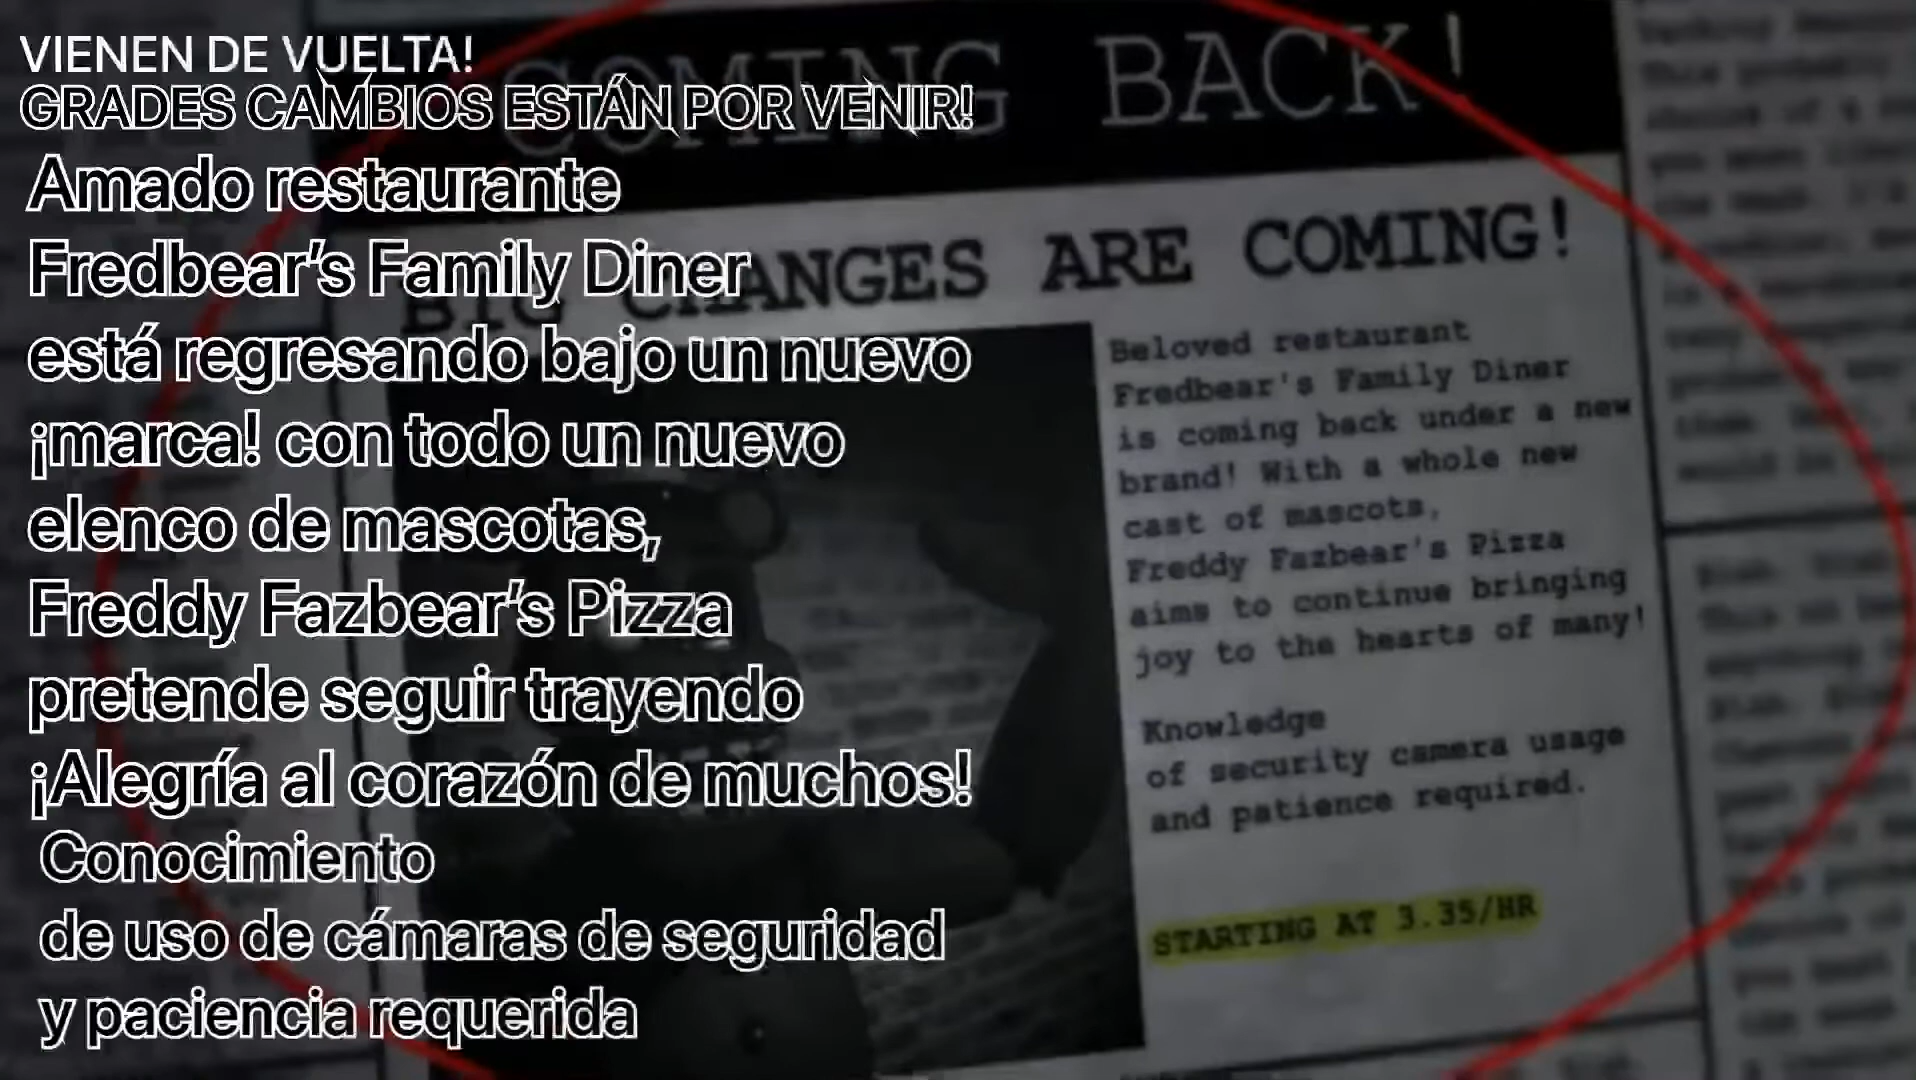 VIENEN DE VUELTA!
GRADES CAMBIOS ESTÁN POR VENIR!
Amado restaurante
Fredbear's Family Diner
está regresando bajo un nuevo
¡marca! con todo un nuevo
elenco de mascotas,
Freddy Fazbear's Pizza
pretende seguir trayendo
¡Alegría al corazón de muchos!
Conocimiento
de uso de cámaras de seguridad
y paciencia requerida
COMING BACK!
BIG CHANGES ARE COMING!
Beloved restaurant
Fredbear's Family Diner
is coming back under a new
brand! With a whole new
cast of mascots,
Freddy Fazbear's Pizza
aims to continue bringing
joy to the hearts of many!
Knowledge
of security camera usage
and patience required.
STARTING AT 3.35/HR